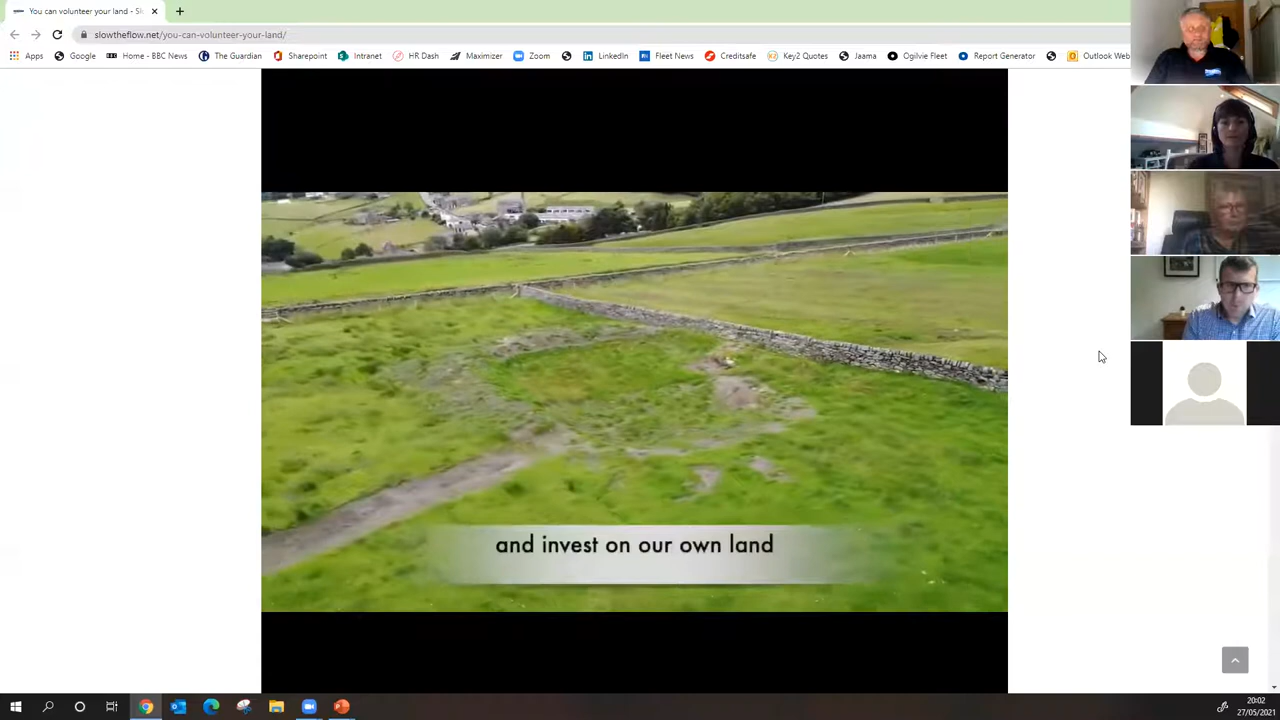 You can volunteer your land - Sl
slowtheflow.net/you-can-volunteer-your-land/
Apps Google Home - BBC News The Guardian Sharepoint Intranet HR Dash Maximizer Zoom LinkedIn Fleet News Creditsafe Key2 Quotes Jaama Ogilvie Fleet Report Generator Outlook Web
and invest on our own land
20:02
27/05/2021